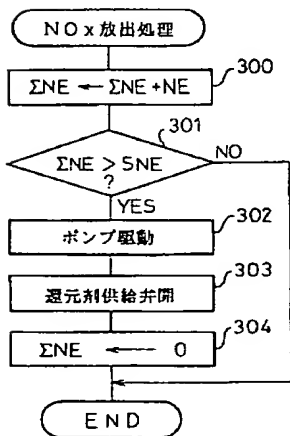 NOx放出処理
300
ΣNE ← ΣNE+NE
301
ΣNE > SNE
?
NO
YES
302
ポンプ駆動
303
還元剤供給弁開
304
ΣNE ← 0
END